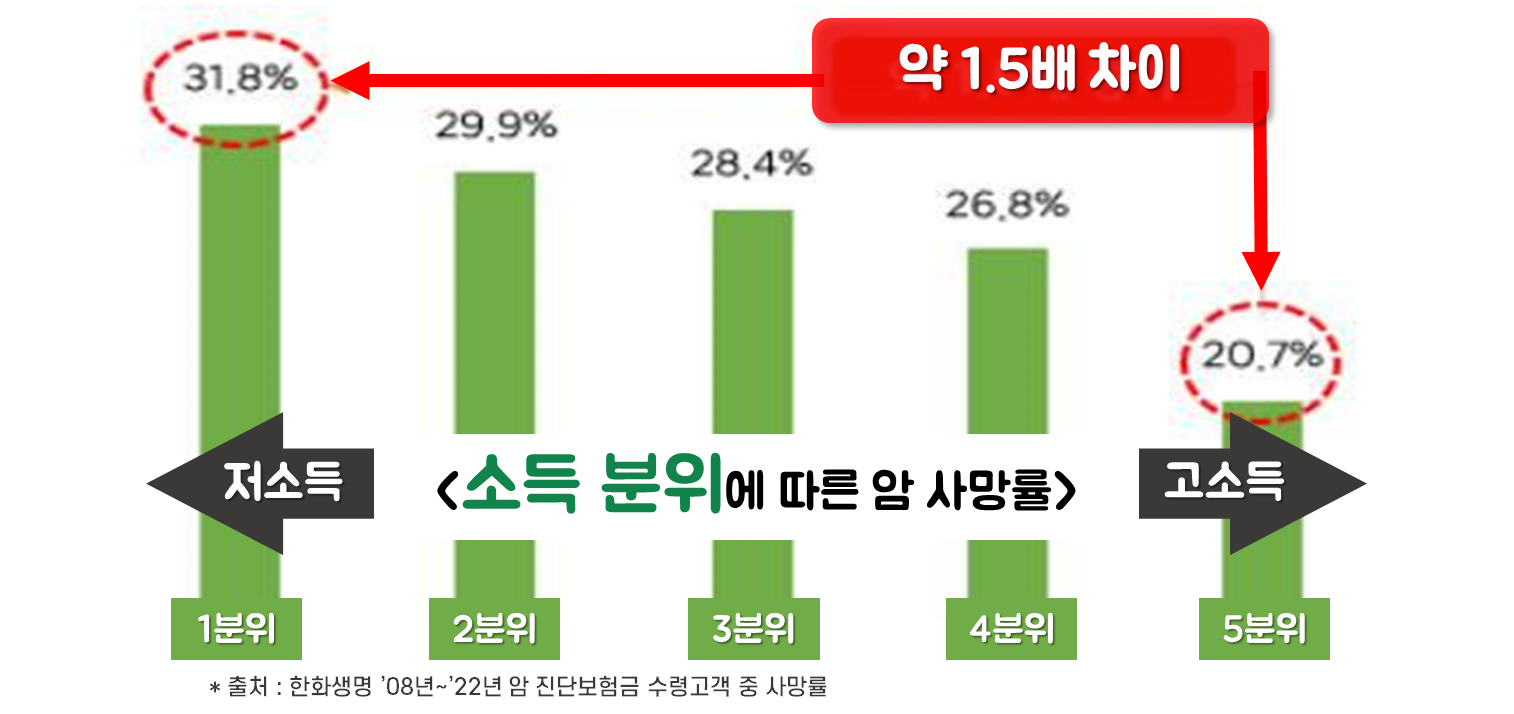 약 1.5배 차이
31.8%
29.9%
28.4%
26.8%
20.7%
저소득
<소득 분위에 따른 암 사망률>
고소득
1분위 2분위 3분위 4분위 5분위
* 출처 : 한화생명 ’08년~’22년 암 진단보험금 수령고객 중 사망률